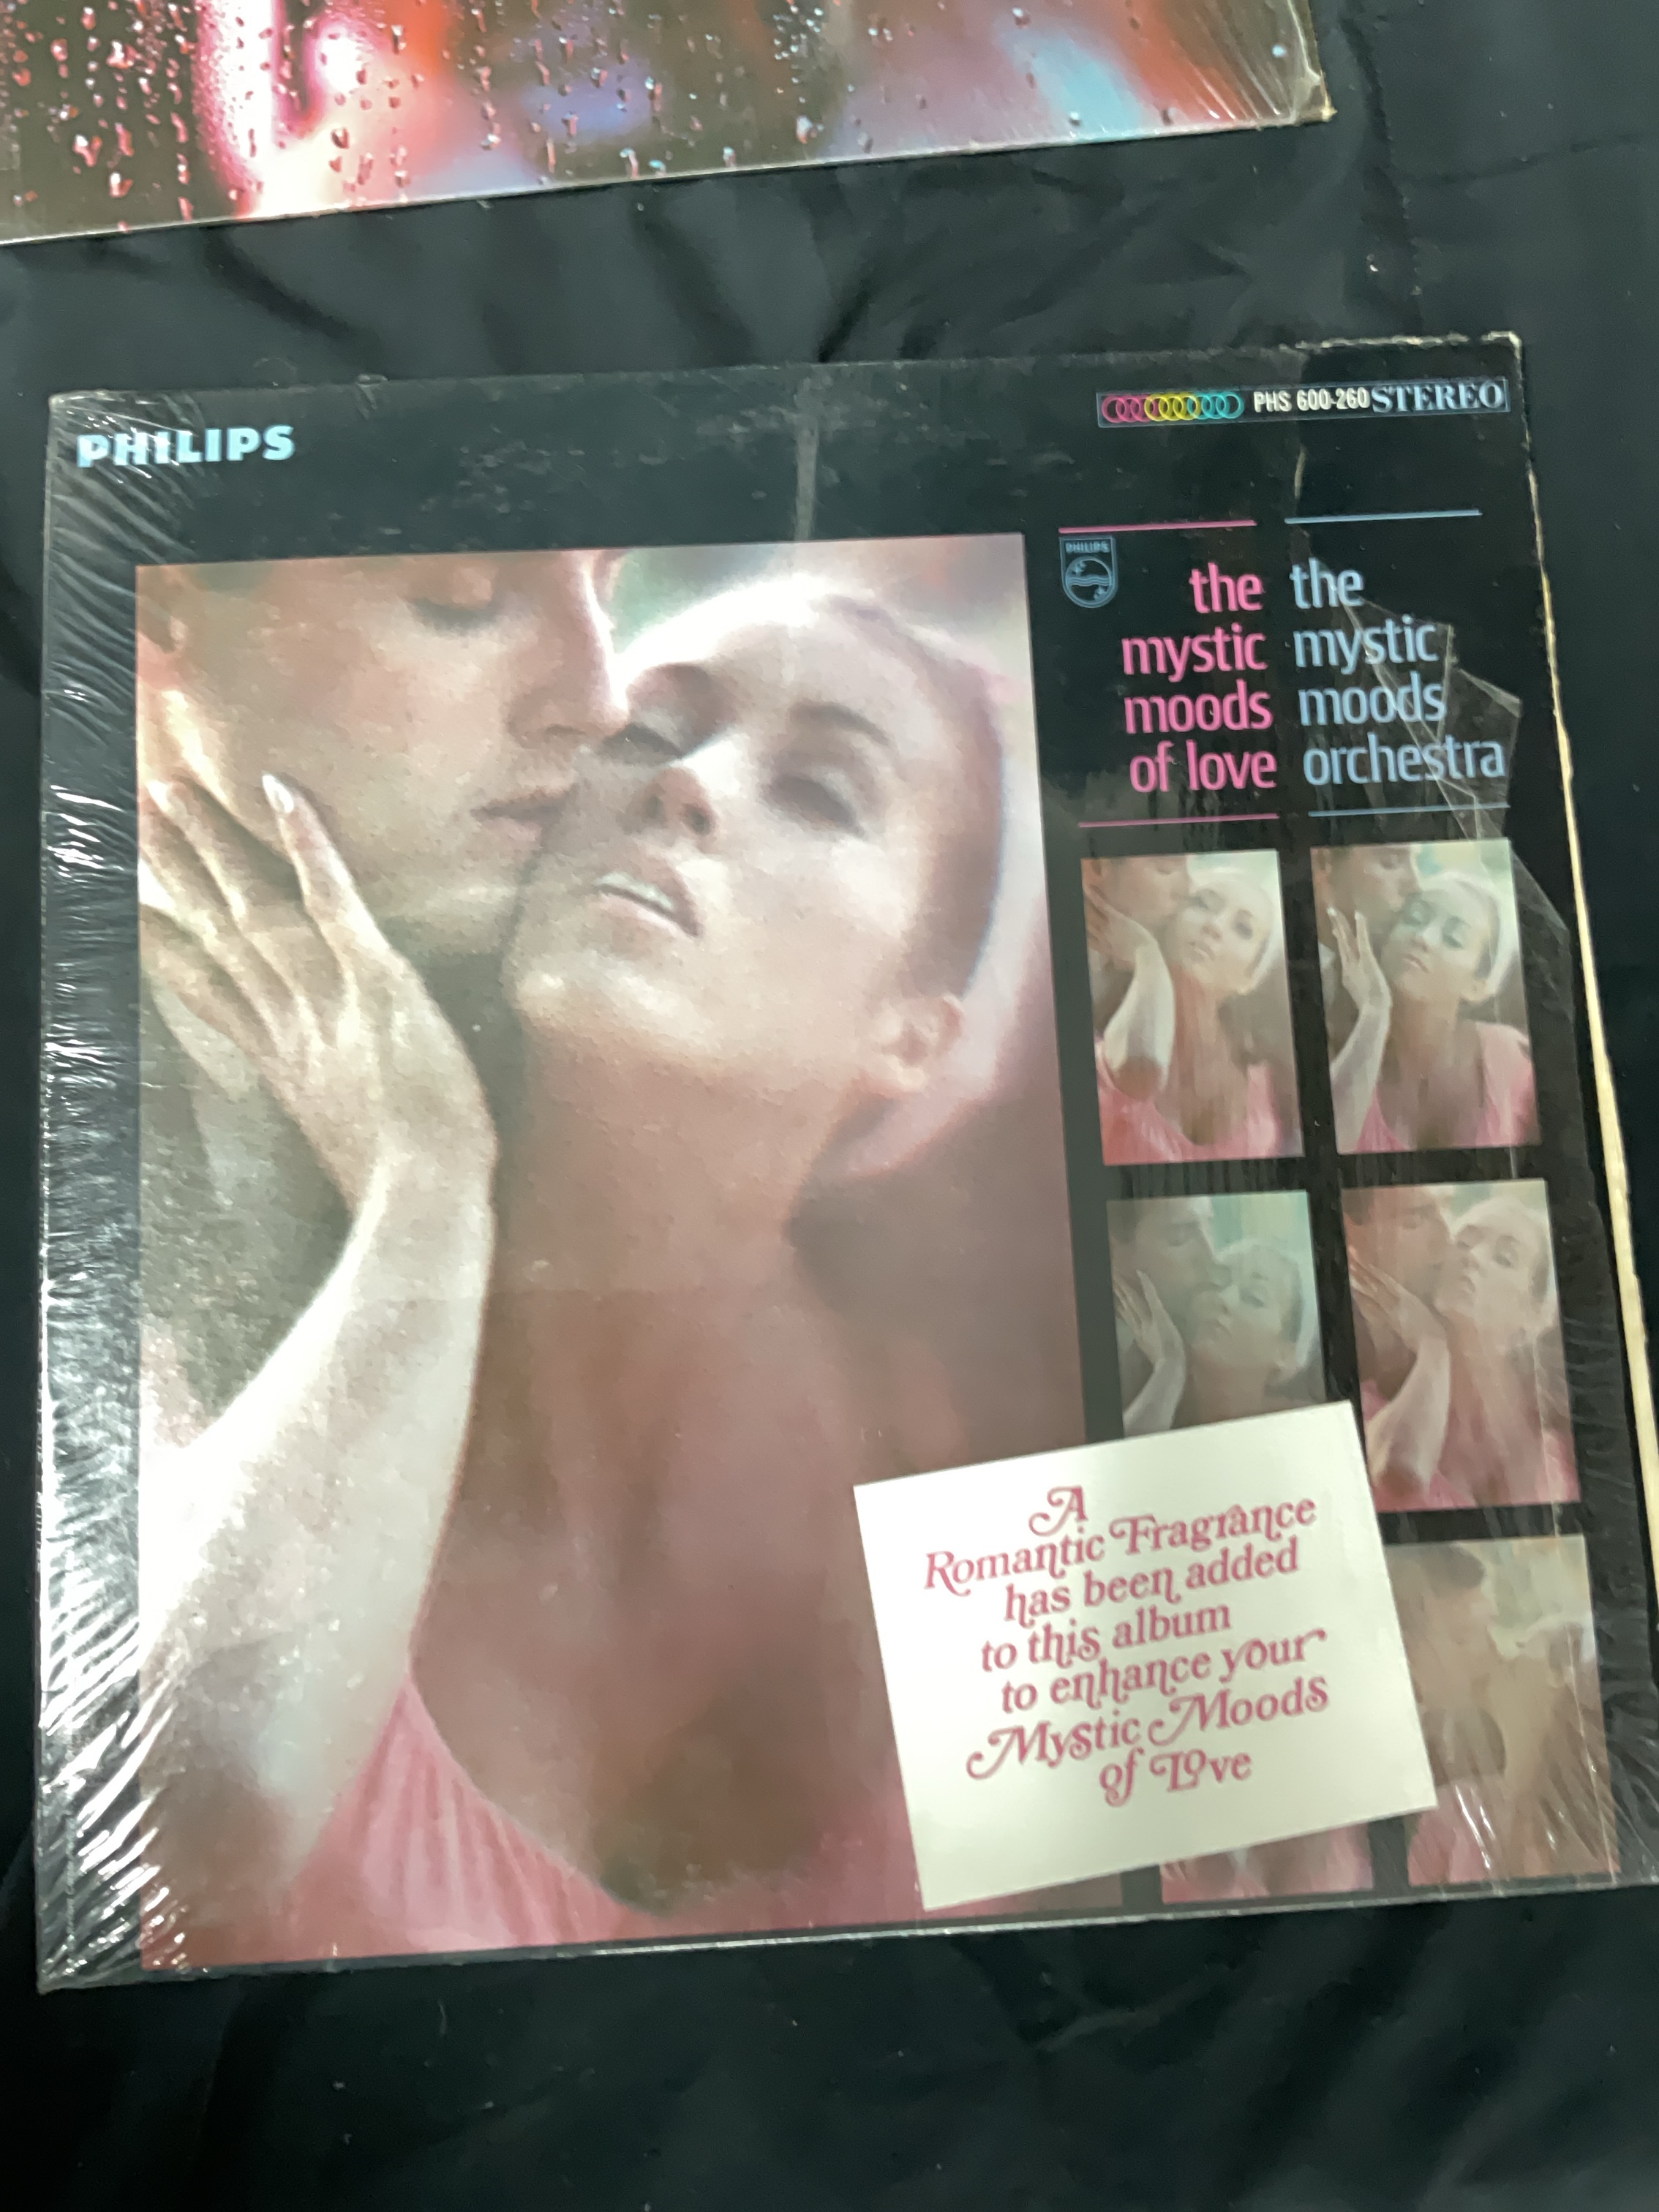 PHILIPS
PHS 600-260 STEREO
PHILIPS
the
mystic
moods
of love
the
mystic
moods
orchestra
A
Romantic Fragrance
has been added
to this album
to enhance your
Mystic Moods
of Love